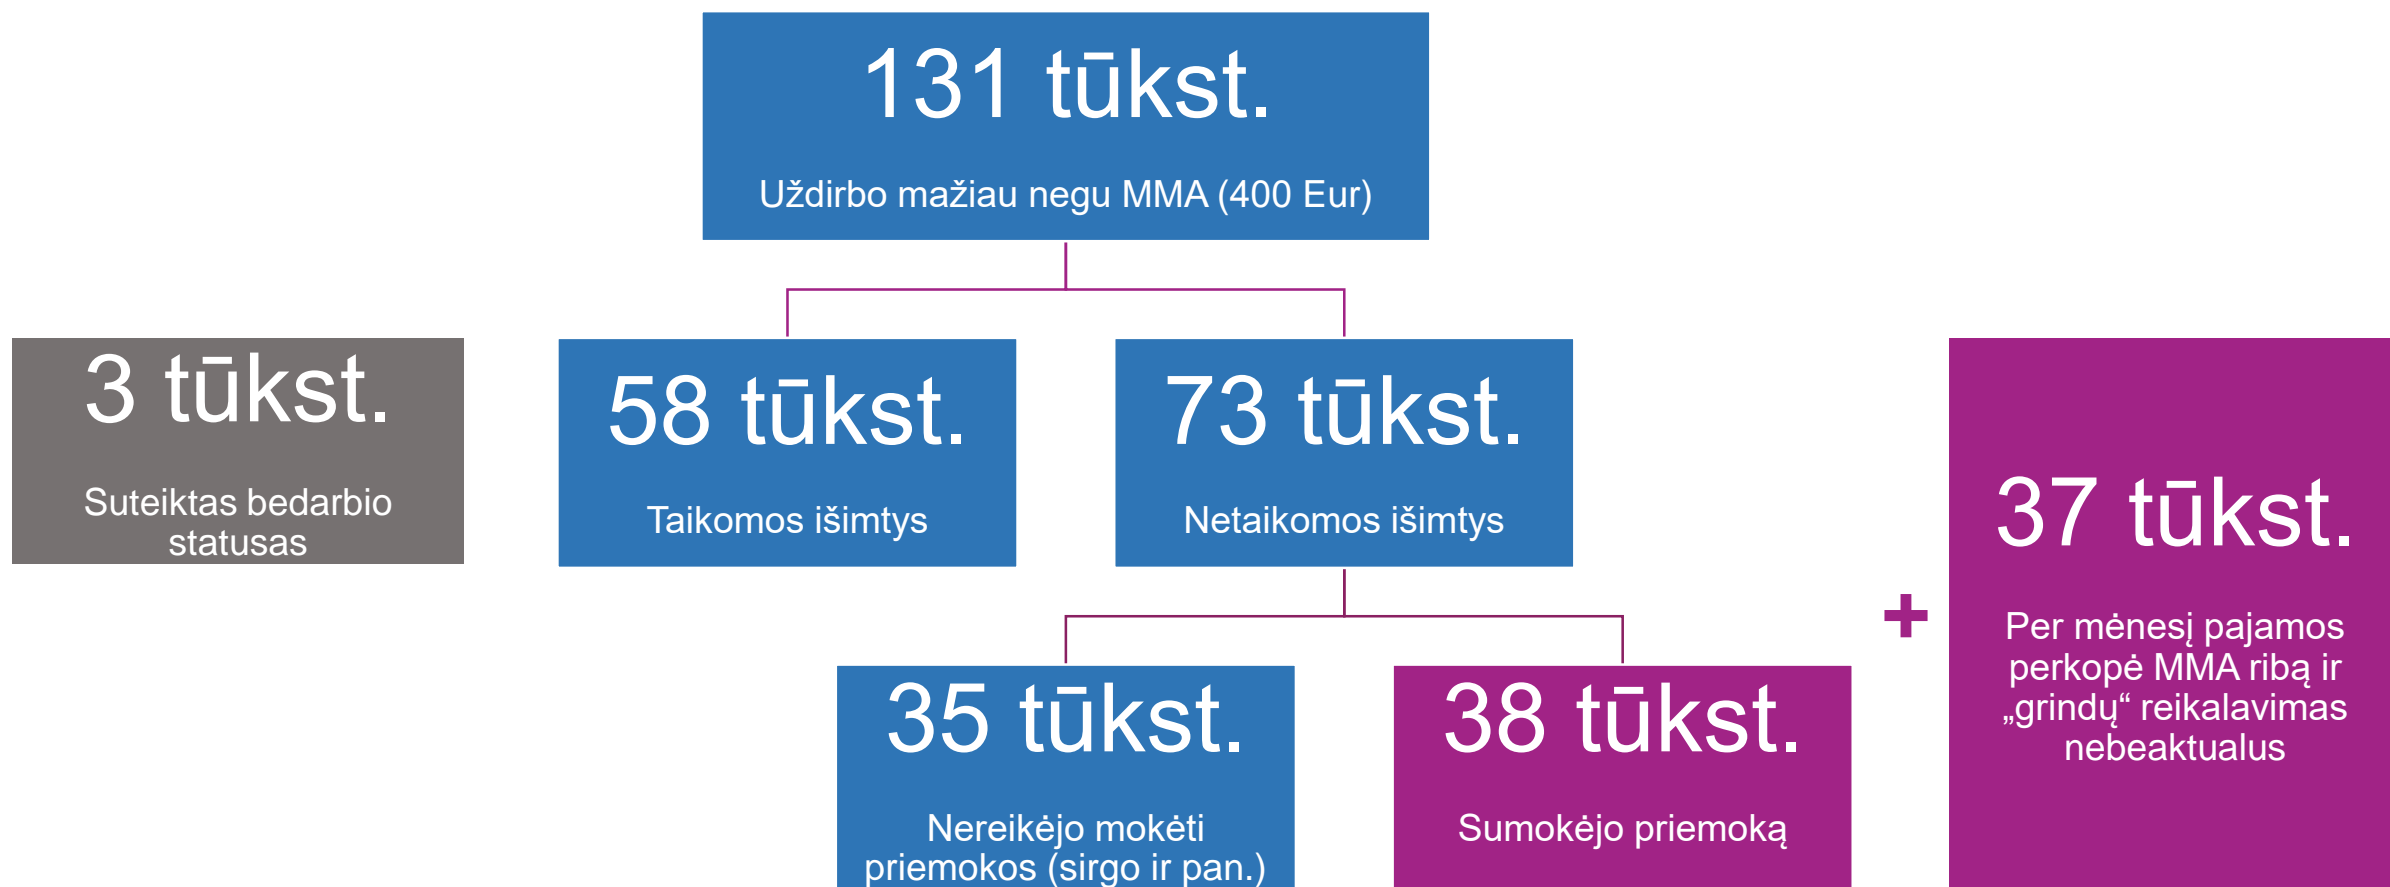 131 tūkst.
Uždirbo mažiau negu MMA (400 Eur)
3 tūkst.
Suteiktas bedarbio
statusas
58 tūkst.
Taikomos išimtys
73 tūkst.
Netaikomos išimtys
35 tūkst.
Nereikėjo mokėti
priemokos (sirgo ir pan.)
38 tūkst.
Sumokėjo priemoką
+
37 tūkst.
Per mėnesį pajamos
perkopė MMA ribą ir
„grindų“ reikalavimas
nebeaktualus